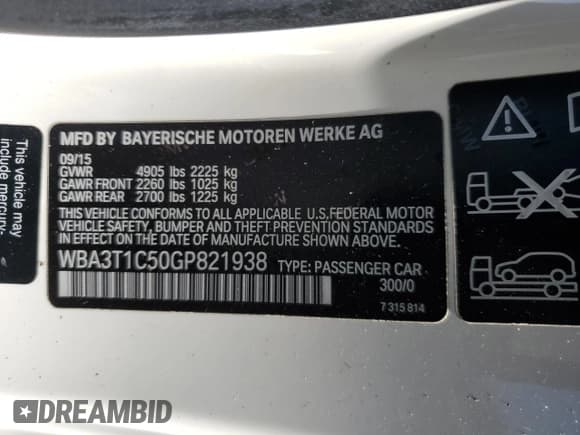 This vehicle may
include mercury-
MFD BY BAYERISCHE MOTOREN WERKE AG
09/15
GVWR 4905 lbs 2225 kg
GAWR FRONT 2260 lbs 1025 kg
GAWR REAR 2700 lbs 1225 kg
THIS VEHICLE CONFORMS TO ALL APPLICABLE U.S.FEDERAL MOTOR
VEHICLE SAFETY, BUMPER AND THEFT PREVENTION STANDARDS
IN EFFECT ON THE DATE OF MANUFACTURE SHOWN ABOVE.
WBA3T1C50GP821938 TYPE: PASSENGER CAR
300/0
7 315 814
DREAMBID